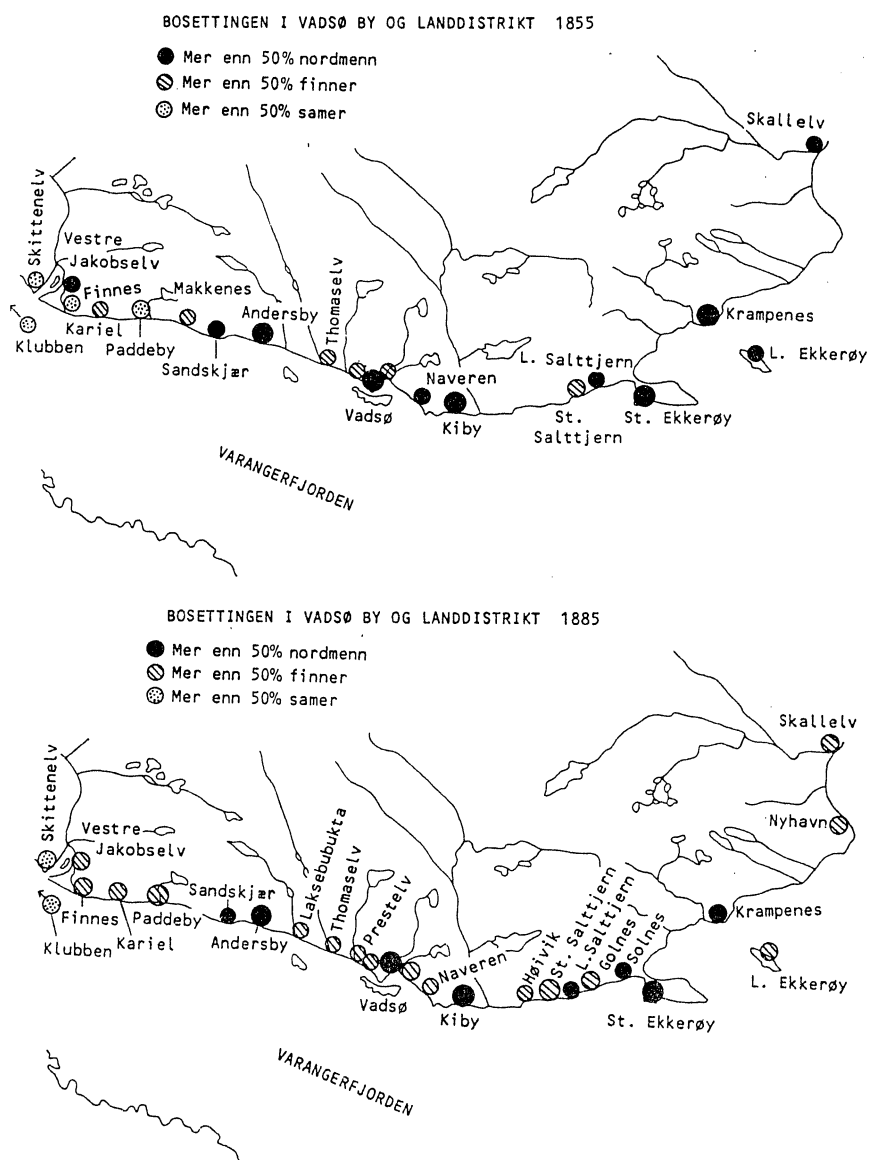 BOSETTINGEN I VADSØ BY OG LANDDISTRIKT 1855
Mer enn 50% nordmenn
Mer enn 50% finner
Mer enn 50% samer
Skallelv
Skittenelv
Vestre
Jakobselv
Finnes
Makkenes
Andersby
Thomaselv
Krampenes
Kariel
Klubben
Paddeby
Sandskjær
L. Salttjern
L. Ekkerøy
Naveren
Vadsø
Kiby
St.
Salttjern
St. Ekkerøy
VARANGERFJORDEN
BOSETTINGEN I VADSØ BY OG LANDDISTRIKT 1885
Mer enn 50% nordmenn
Mer enn 50% finner
Mer enn 50% samer
Skallelv
Skittenelv
Vestre
Jakobselv
Nyhavn
Laksebubukta
Thomaselv
Prestelv
Sandskjær
Finnes
Paddeby
Klubben
Kariel
Andersby
Krampenes
Høivik
St. Salttjern
L. Salttjern
Golnes
Solnes
Naveren
Vadsø
Kiby
St. Ekkerøy
L. Ekkerøy
VARANGERFJORDEN